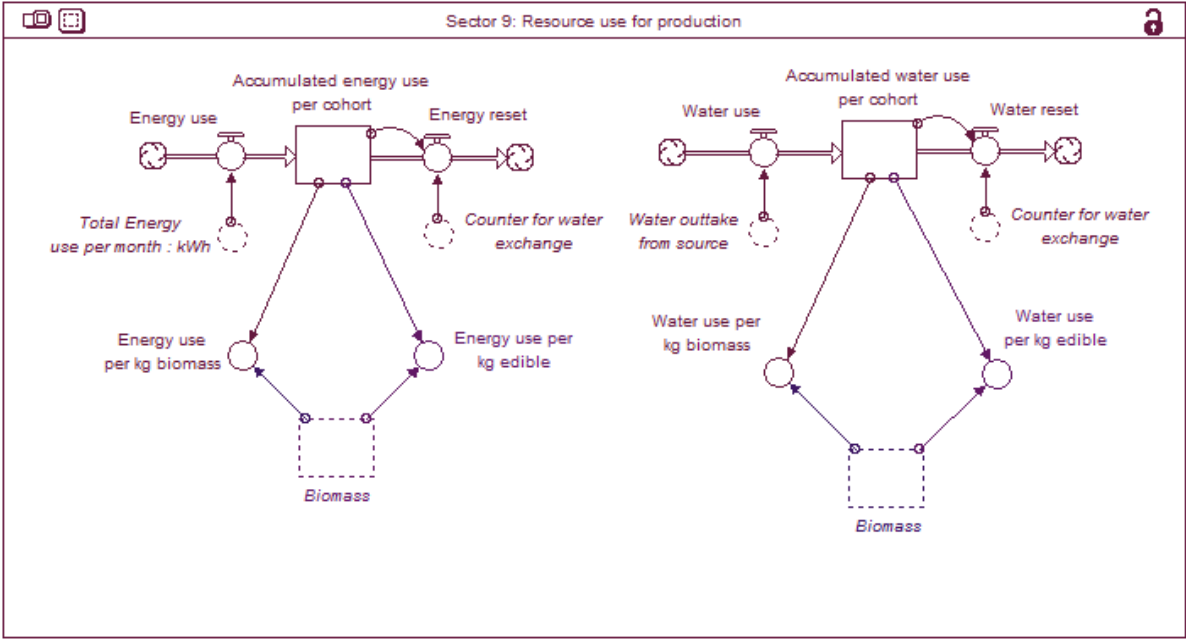 Sector 9: Resource use for production
Accumulated energy use
per cohort
Energy use
Energy reset
Total Energy
use per month : kWh
Counter for water
exchange
Energy use
per kg biomass
Energy use per
kg edible
Biomass
Accumulated water use
per cohort
Water use
Water reset
Water outtake
from source
Counter for water
exchange
Water use per
kg biomass
Water use
per kg edible
Biomass